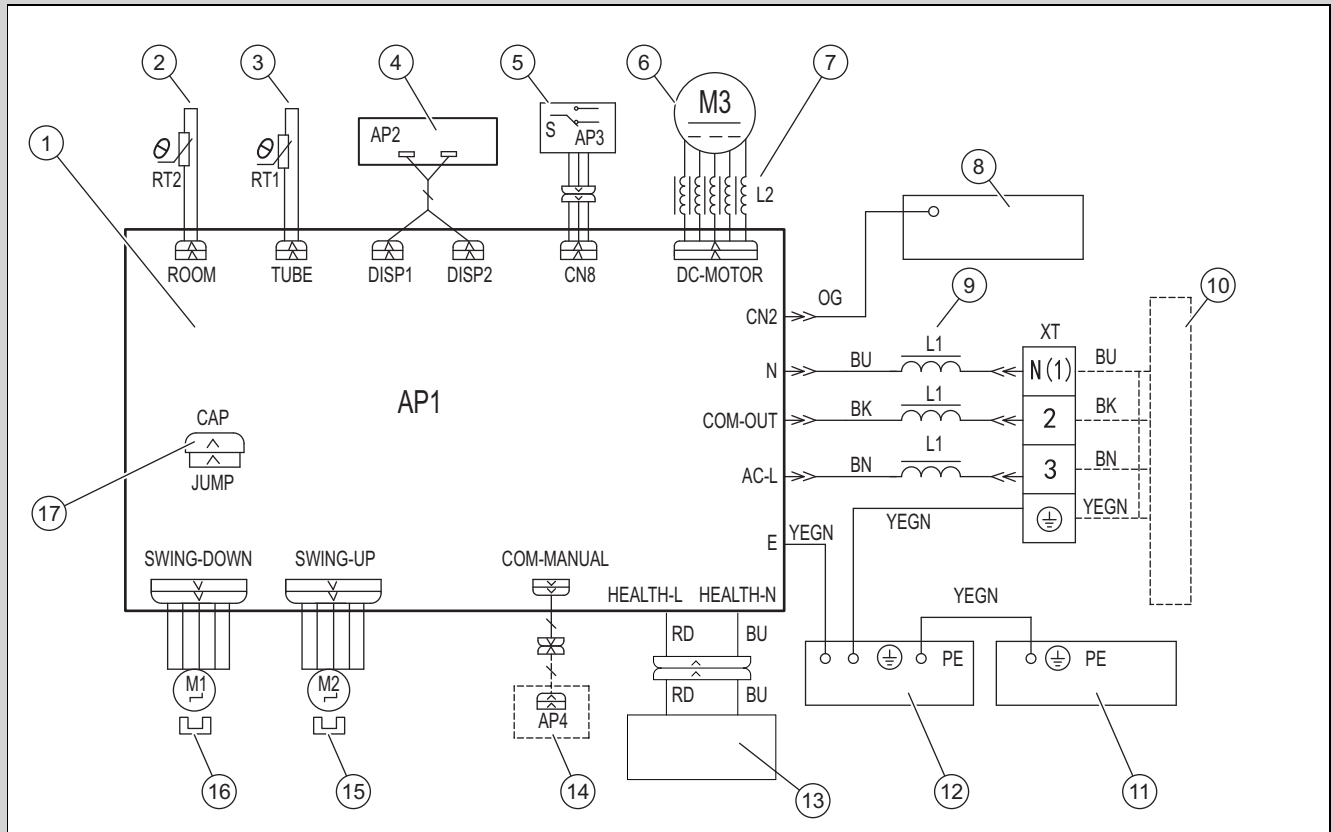 2
3
4
5
6
7
M3
AP2
S
AP3
1
RT2
RT1
L2
8
ROOM
TUBE
DISP1
DISP2
CN8
DC-MOTOR
OG
CN2
9
10
L1
XT
N
BU
N(1)
BU
L1
COM-OUT
BK
2
BK
AP1
CAP
JUMP
L1
AC-L
BN
3
BN
17
YEGN
YEGN
YEGN
E
SWING-DOWN
SWING-UP
COM-MANUAL
HEALTH-L
HEALTH-N
YEGN
RD
BU
PE
PE
M1
M2
RD
BU
AP4
16
15
14
13
12
11